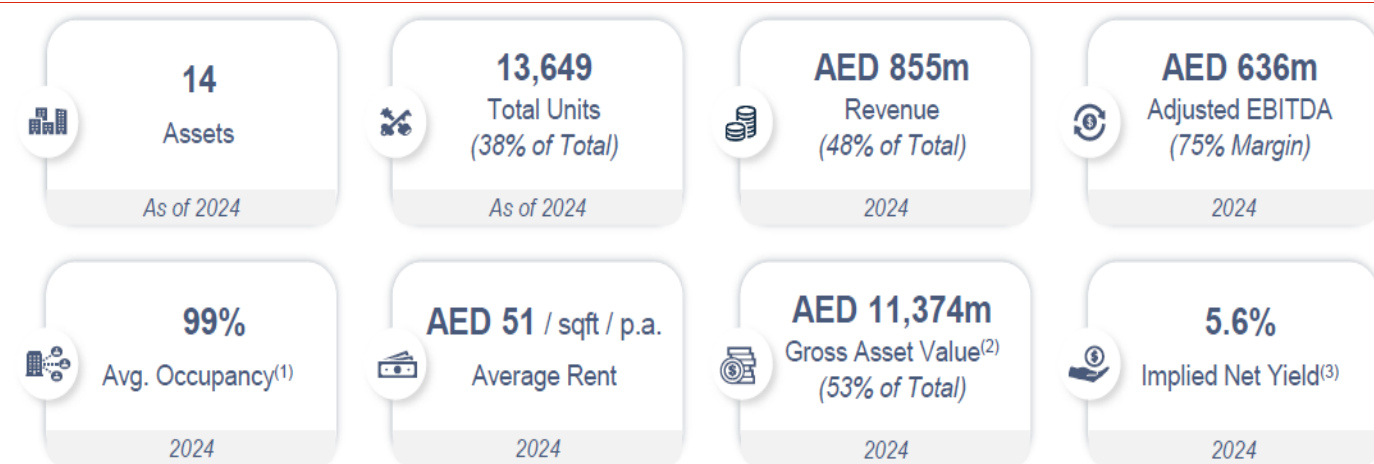 14
Assets
As of 2024
13,649
Total Units
(38% of Total)
As of 2024
AED 855m
Revenue
(48% of Total)
2024
AED 636m
Adjusted EBITDA
(75% Margin)
2024
99%
Avg. Occupancy(1)
2024
AED 51 / sqft / p.a.
Average Rent
2024
AED 11,374m
Gross Asset Value(2)
(53% of Total)
2024
5.6%
Implied Net Yield(3)
2024